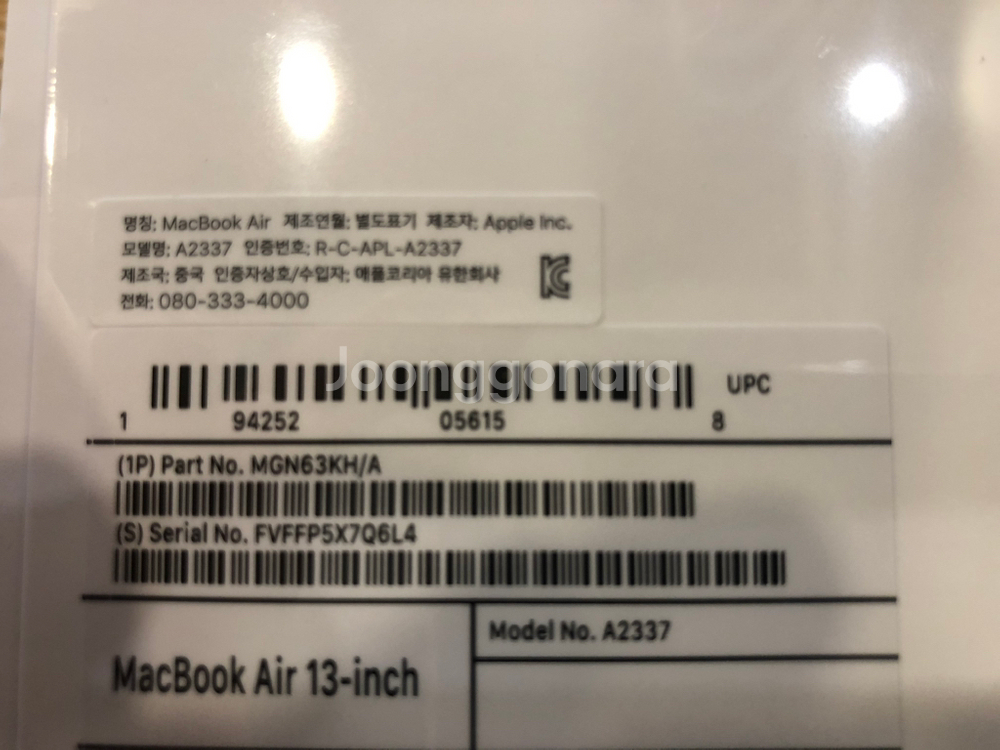 명칭: MacBook Air 제조연월: 별도표기 제조자: Apple Inc.
모델명: A2337 인증번호: R-C-APL-A2337
제조국: 중국 인증자상호/수입자: 애플코리아 유한회사
전화: 080-333-4000
Joonggonara
UPC
1 94252 05615 8
(1P) Part No. MGN63KH/A
(S) Serial No. FVFFP5X7Q6L4
Model No. A2337
MacBook Air 13-inch